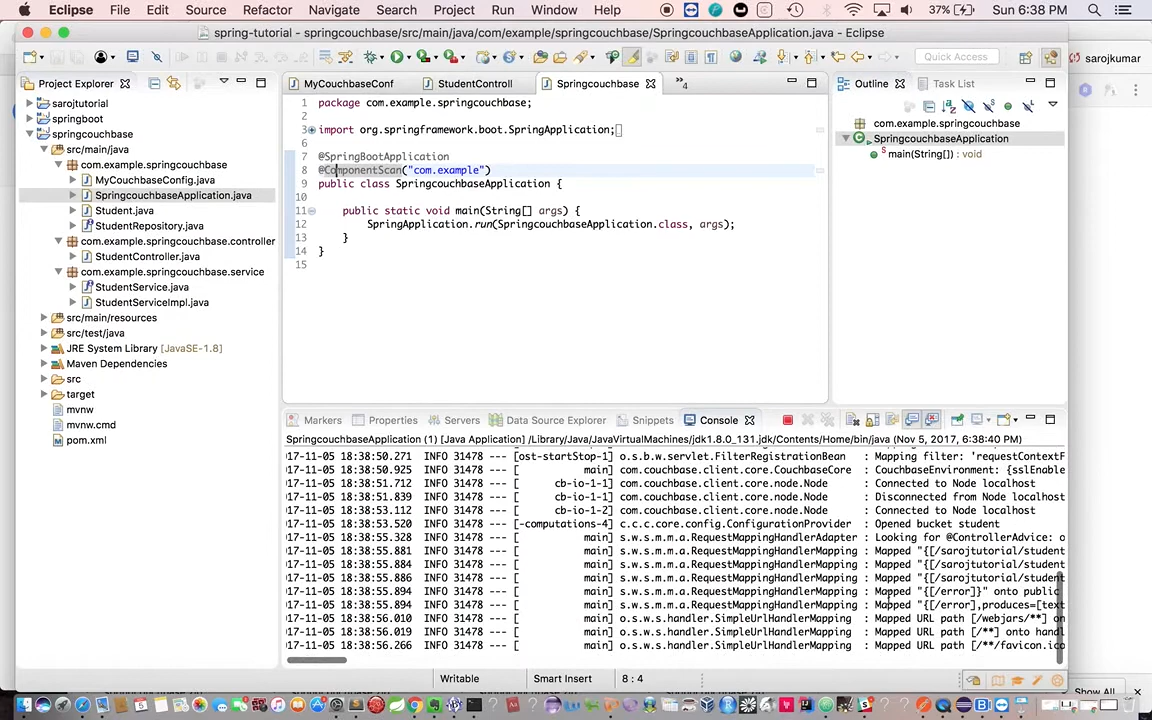 Eclipse File Edit Source Refactor Navigate Search Project Run Window Help 37% Sun 6:38 PM
spring-tutorial - springcouchbase/src/main/java/com/example/springcouchbase/SpringcouchbaseApplication.java - Eclipse
Quick Access
sarojkumar
Project Explorer
MyCouchbaseConf StudentControll Springcouchbase »4
Outline Task List
sarojtutorial
springboot
springcouchbase
src/main/java
com.example.springcouchbase
MyCouchbaseConfig.java
SpringcouchbaseApplication.java
Student.java
StudentRepository.java
com.example.springcouchbase.controller
StudentController.java
com.example.springcouchbase.service
StudentService.java
StudentServiceImpl.java
src/main/resources
src/test/java
JRE System Library [JavaSE-1.8]
Maven Dependencies
src
target
mvnw
mvnw.cmd
pom.xml
1 package com.example.springcouchbase;
2
3 import org.springframework.boot.SpringApplication;
6
7 @SpringBootApplication
8 @ComponentScan("com.example")
9 public class SpringcouchbaseApplication {
10
11 public static void main(String[] args) {
12 SpringApplication.run(SpringcouchbaseApplication.class, args);
13 }
14 }
15
com.example.springcouchbase
SpringcouchbaseApplication
main(String[]) : void
Markers Properties Servers Data Source Explorer Snippets Console
SpringcouchbaseApplication (1) [Java Application] /Library/Java/JavaVirtualMachines/jdk1.8.0_131.jdk/Contents/Home/bin/java (Nov 5, 2017, 6:38:40 PM)
17-11-05 18:38:50.271 INFO 31478 --- [ost-startStop-1] o.s.b.w.servlet.FilterRegistrationBean : Mapping filter: 'requestContextF
17-11-05 18:38:50.925 INFO 31478 --- [ main] com.couchbase.client.core.CouchbaseCore : CouchbaseEnvironment: {sslEnable
17-11-05 18:38:51.712 INFO 31478 --- [ cb-io-1-1] com.couchbase.client.core.node.Node : Connected to Node localhost
17-11-05 18:38:51.839 INFO 31478 --- [ cb-io-1-1] com.couchbase.client.core.node.Node : Disconnected from Node localhost
17-11-05 18:38:53.112 INFO 31478 --- [ cb-io-1-2] com.couchbase.client.core.node.Node : Connected to Node localhost
17-11-05 18:38:53.520 INFO 31478 --- [-computations-4] c.c.c.core.config.ConfigurationProvider : Opened bucket student
17-11-05 18:38:55.328 INFO 31478 --- [ main] s.w.s.m.m.a.RequestMappingHandlerAdapter : Looking for @ControllerAdvice: o
17-11-05 18:38:55.881 INFO 31478 --- [ main] s.w.s.m.m.a.RequestMappingHandlerMapping : Mapped "{[/sarojtutorial/student
17-11-05 18:38:55.884 INFO 31478 --- [ main] s.w.s.m.m.a.RequestMappingHandlerMapping : Mapped "{[/sarojtutorial/student
17-11-05 18:38:55.886 INFO 31478 --- [ main] s.w.s.m.m.a.RequestMappingHandlerMapping : Mapped "{[/sarojtutorial/student
17-11-05 18:38:55.894 INFO 31478 --- [ main] s.w.s.m.m.a.RequestMappingHandlerMapping : Mapped "{[/error]}" onto public
17-11-05 18:38:55.894 INFO 31478 --- [ main] s.w.s.m.m.a.RequestMappingHandlerMapping : Mapped "{[/error],produces=[text
17-11-05 18:38:56.010 INFO 31478 --- [ main] o.s.w.s.handler.SimpleUrlHandlerMapping : Mapped URL path [/webjars/**] on
17-11-05 18:38:56.019 INFO 31478 --- [ main] o.s.w.s.handler.SimpleUrlHandlerMapping : Mapped URL path [/**] onto handl
17-11-05 18:38:56.266 INFO 31478 --- [ main] o.s.w.s.handler.SimpleUrlHandlerMapping : Mapped URL path [/**/favicon.ico
Writable Smart Insert 8 : 4
Show All